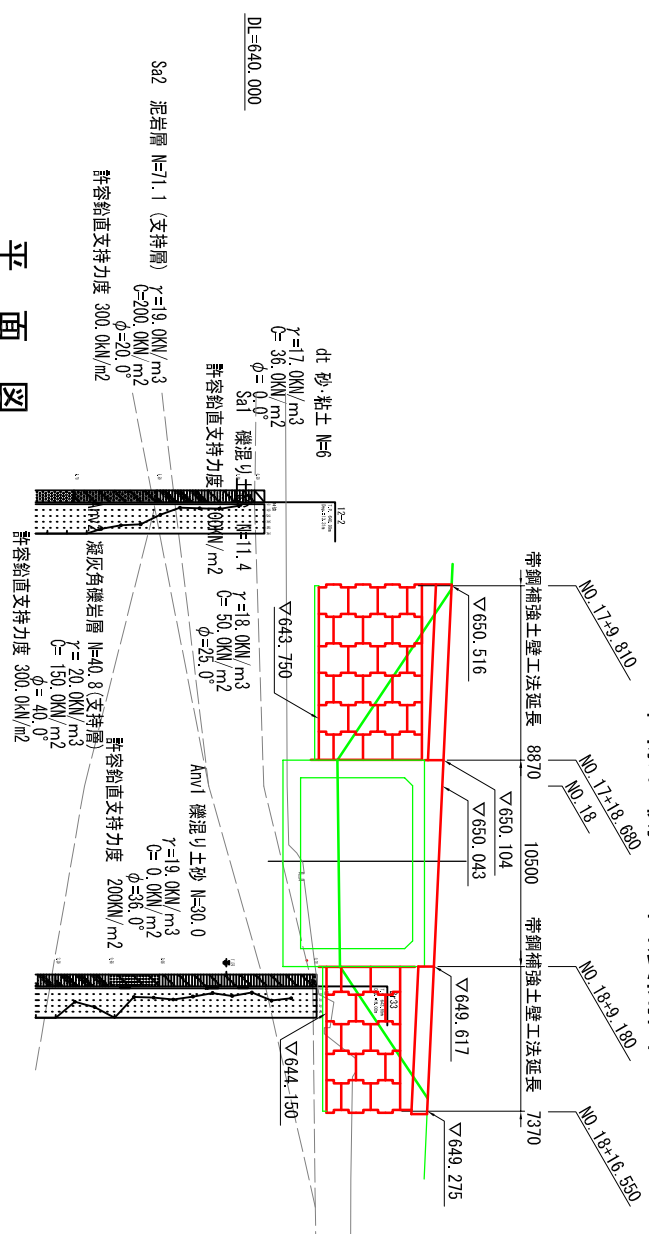 NO.17+9.810
NO.17+18.680
NO.18
NO.18+9.180
NO.18+16.550
帯鋼補強土壁工法延長 8870
10500
帯鋼補強土壁工法延長 7370
▽650.516
▽650.104
▽650.043
▽649.617
▽649.275
▽643.750
▽644.150
12-2
dt 砂・粘土 N=6
γ=17.0KN/m3
C= 36.0KN/m2
φ= 0.0°
Sa1 礫混り土 N=11.4
γ=18.0KN/m3
C= 50.0KN/m2
φ=25.0°
許容鉛直支持力度 100KN/m2
Anv1 礫混り土砂 N=30.0
γ=19.0KN/m3
C= 0.0KN/m2
φ=36.0°
許容鉛直支持力度 200KN/m2
DL=640.000
Sa2 泥岩層 N=71.1 (支持層)
γ=19.0KN/m3
C=200.0KN/m2
φ=20.0°
許容鉛直支持力度 300.0kN/m2
凝灰角礫岩層 N=40.8(支持層)
γ= 20.0KN/m3
C= 150.0KN/m2
φ= 40.0°
許容鉛直支持力度 300.0kN/m2
平面図